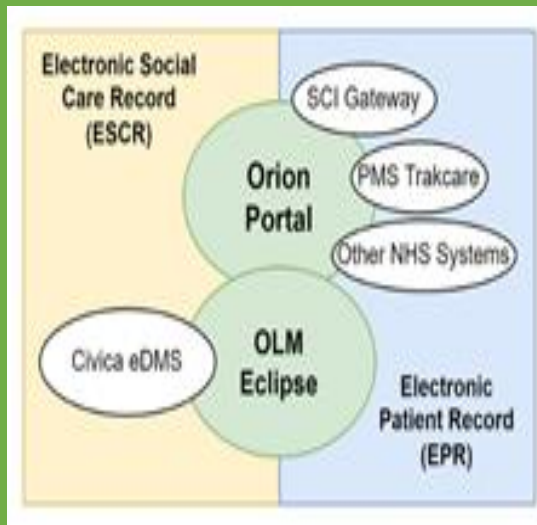 Electronic Social
Care Record
(ESCR)
SCI Gateway
Orion
Portal
PMS Trakcare
Other NHS Systems
Civica eDMS
OLM
Eclipse
Electronic
Patient Record
(EPR)